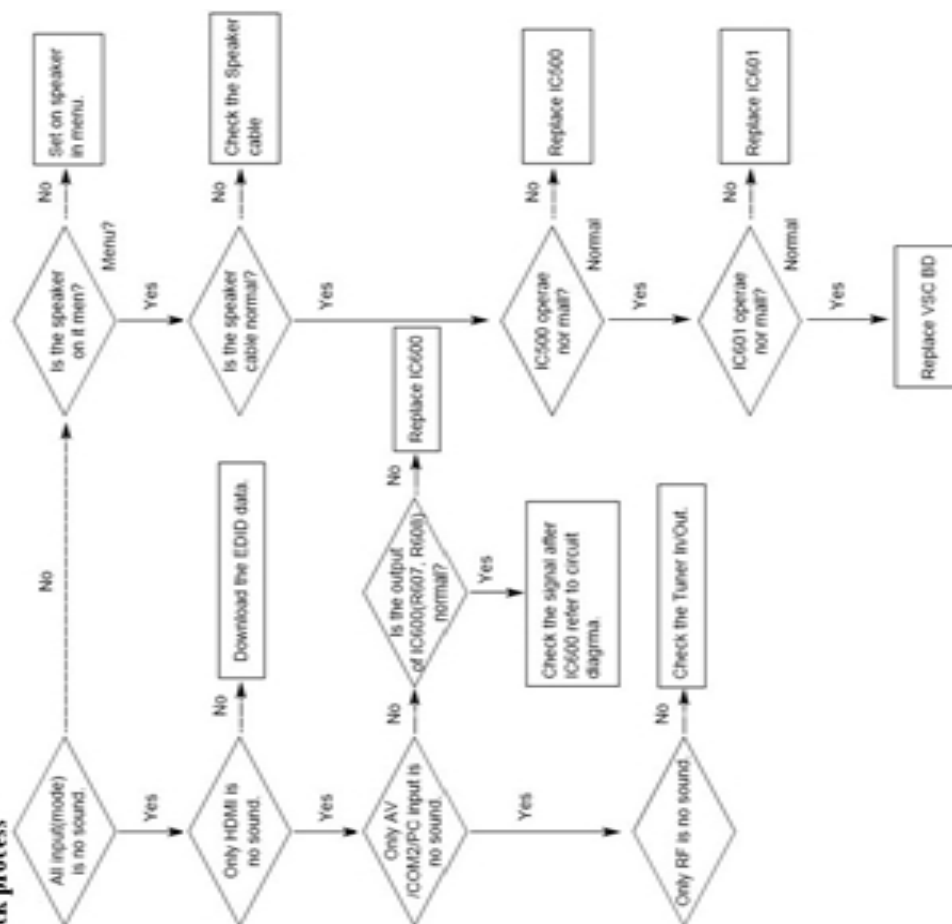 process
All input(mode)
is no sound.
No
Is the speaker
on it men?
Menu?
No
Set on speaker
in menu.
Yes
Yes
Only HDMI is
no sound.
No
Download the EDID data.
Is the speaker
cable normal?
No
Check the Speaker
cable
Yes
Yes
Only AV
/COM2/PC input is
no sound.
No
Is the output
of IC600(R607, R608)
normal?
No
Replace IC600
Yes
Check the signal after
IC600 refer to circuit
diagrma.
Yes
IC500 operae
nor mall?
Normal
No
Replace IC500
Yes
Only RF is no sound.
No
Check the Tuner In/Out.
IC601 operae
nor mall?
Normal
No
Replace IC601
Yes
Replace VSC BD